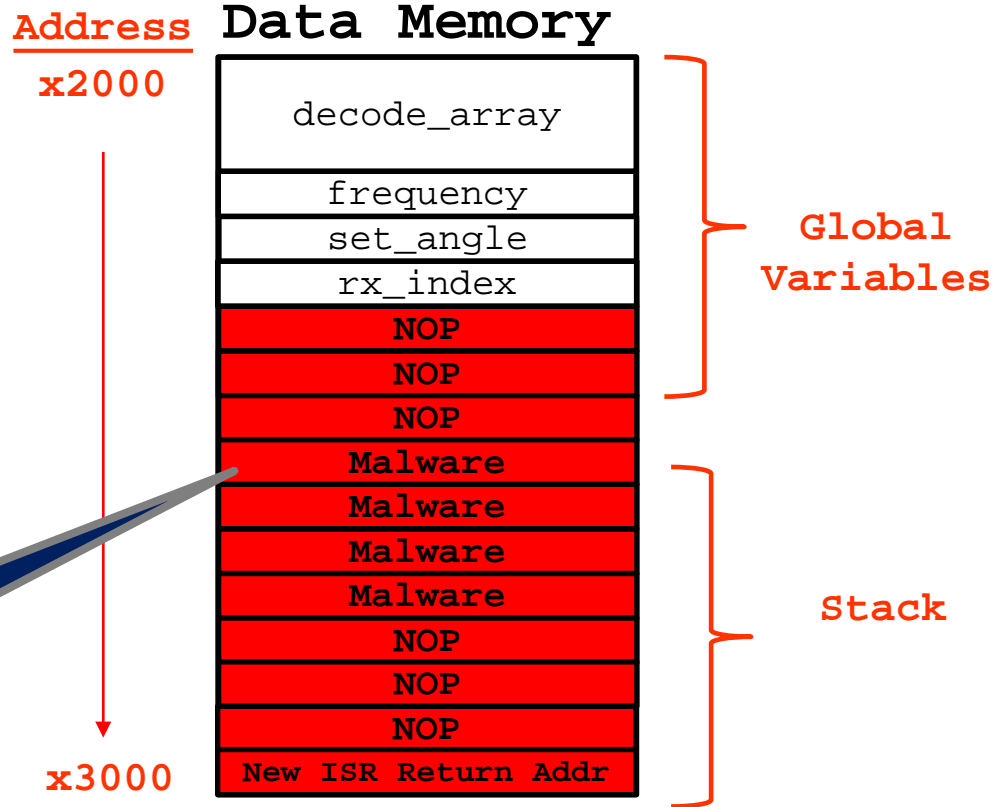 Address Data Memory
x2000
decode_array
frequency
set_angle
rx_index
Global
Variables
NOP
NOP
NOP
Malware
Malware
Malware
Malware
Stack
NOP
NOP
NOP
x3000 New ISR Return Addr